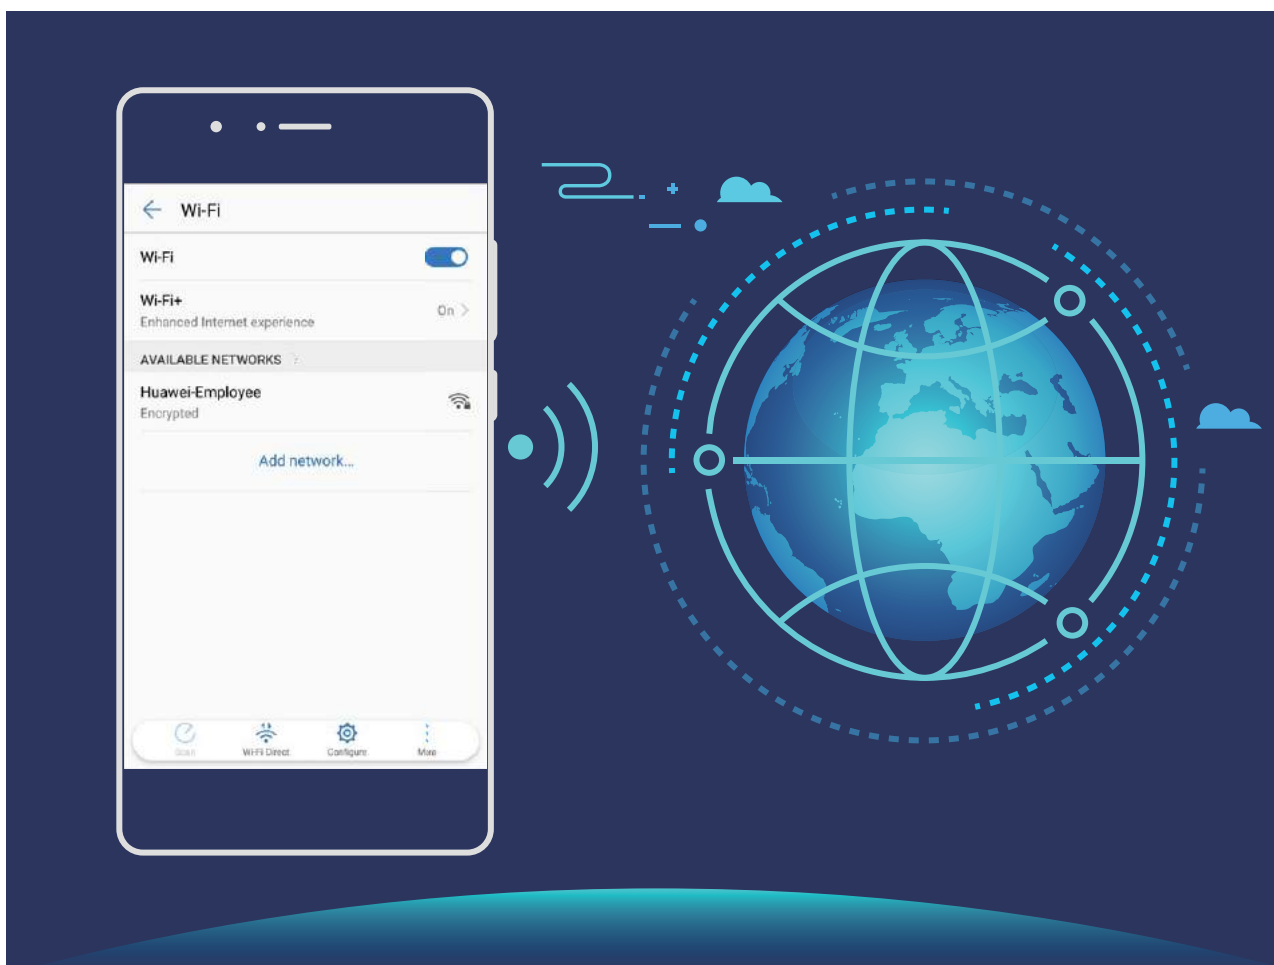 Wi-Fi
Wi-Fi
Wi-Fi+
Enhanced Internet experience
On
AVAILABLE NETWORKS
Huawei-Employee
Encrypted
Add network...
Scan
Wi-Fi Direct
Configure
More